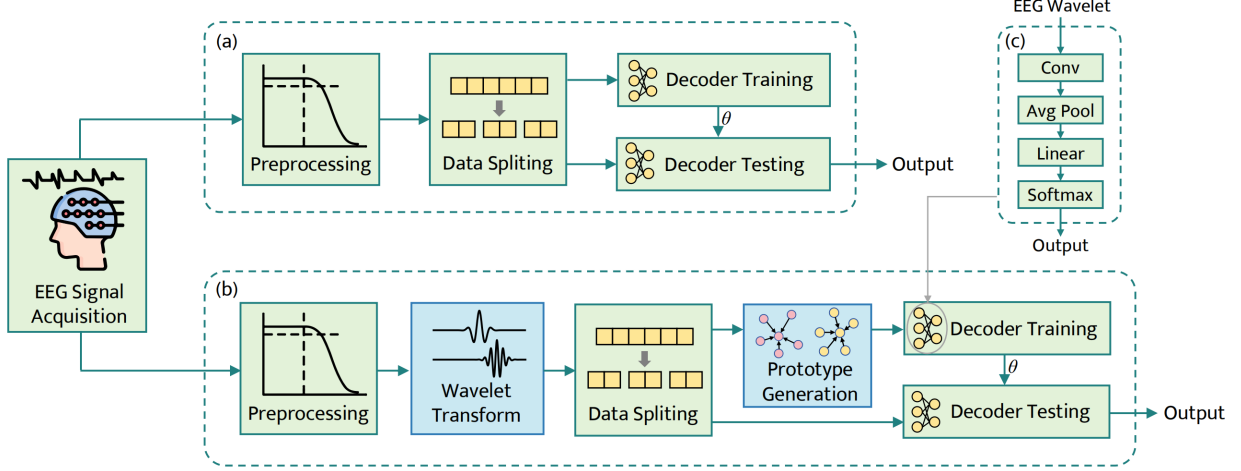 EEG Wavelet
(a)
(c)
Conv
Avg Pool
Linear
Softmax
Output
Preprocessing
Data Spliting
Decoder Training
θ
Decoder Testing
Output
EEG Signal
Acquisition
(b)
Preprocessing
Wavelet
Transform
Data Spliting
Prototype
Generation
Decoder Training
θ
Decoder Testing
Output